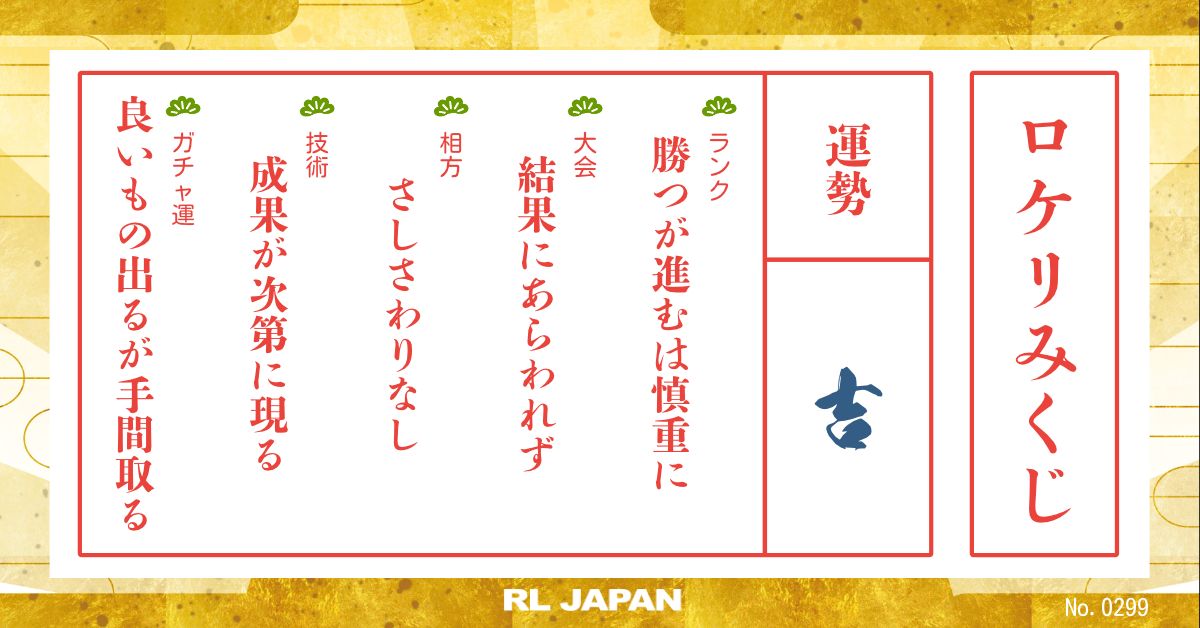 ロケリみくじ
運勢
吉
ランク
勝つが進むは慎重に
大会
結果にあらわれず
相方
さしさわりなし
技術
成果が次第に現る
ガチャ運
良いもの出るが手間取る
RL JAPAN
No. 0299